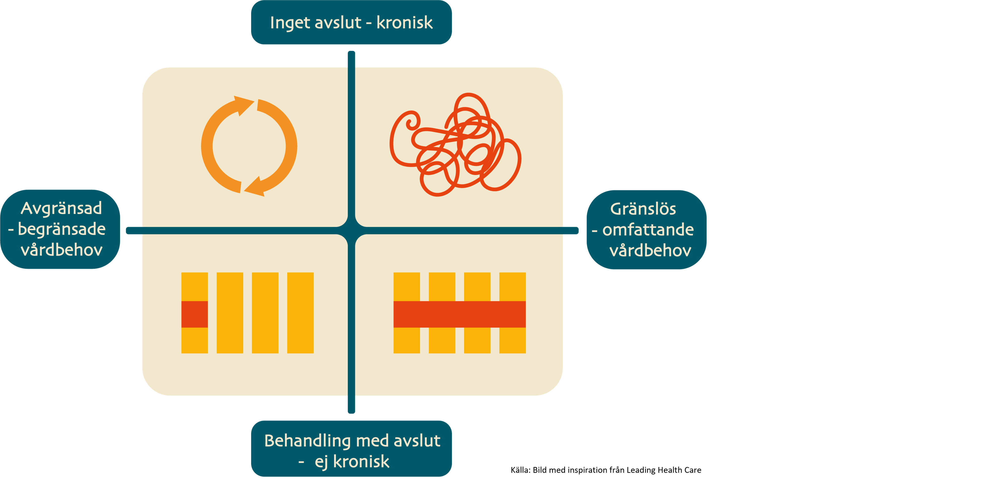 Inget avslut - kronisk
Avgränsad
- begränsade
vårdbehov
Gränslös
- omfattande
vårdbehov
Behandling med avslut
- ej kronisk
Källa: Bild med inspiration från Leading Health Care